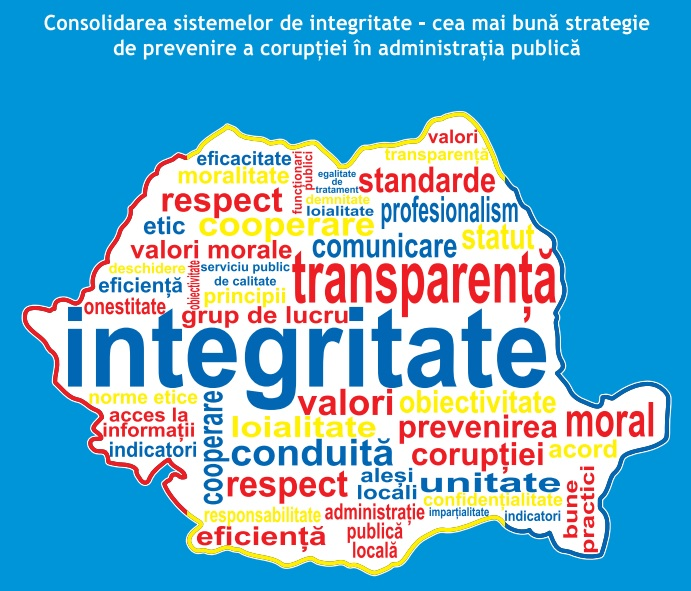 Consolidarea sistemelor de integritate - cea mai bună strategie
de prevenire a corupției în administrația publică
valori
transparență
eficacitate
moralitate
funcționari
publici
egalitate
de
tratament
demnitate
loialitate
standarde
respect
profesionalism
etic
cooperare
statut
comunicare
valori morale
deschidere
obiectivitate
serviciu public
de calitate
transparență
eficiență
principii
onestitate
grup de lucru
integritate
norme etice
cooperare
valori
obiectivitate
acces la
informații
loialitate
prevenirea
moral
indicatori
conduită
corupției
acord
respect
aleși
locali
unitate
bune
practici
confidențialitate
responsabilitate
administrație
publică
locală
imparțialitate
indicatori
eficiență